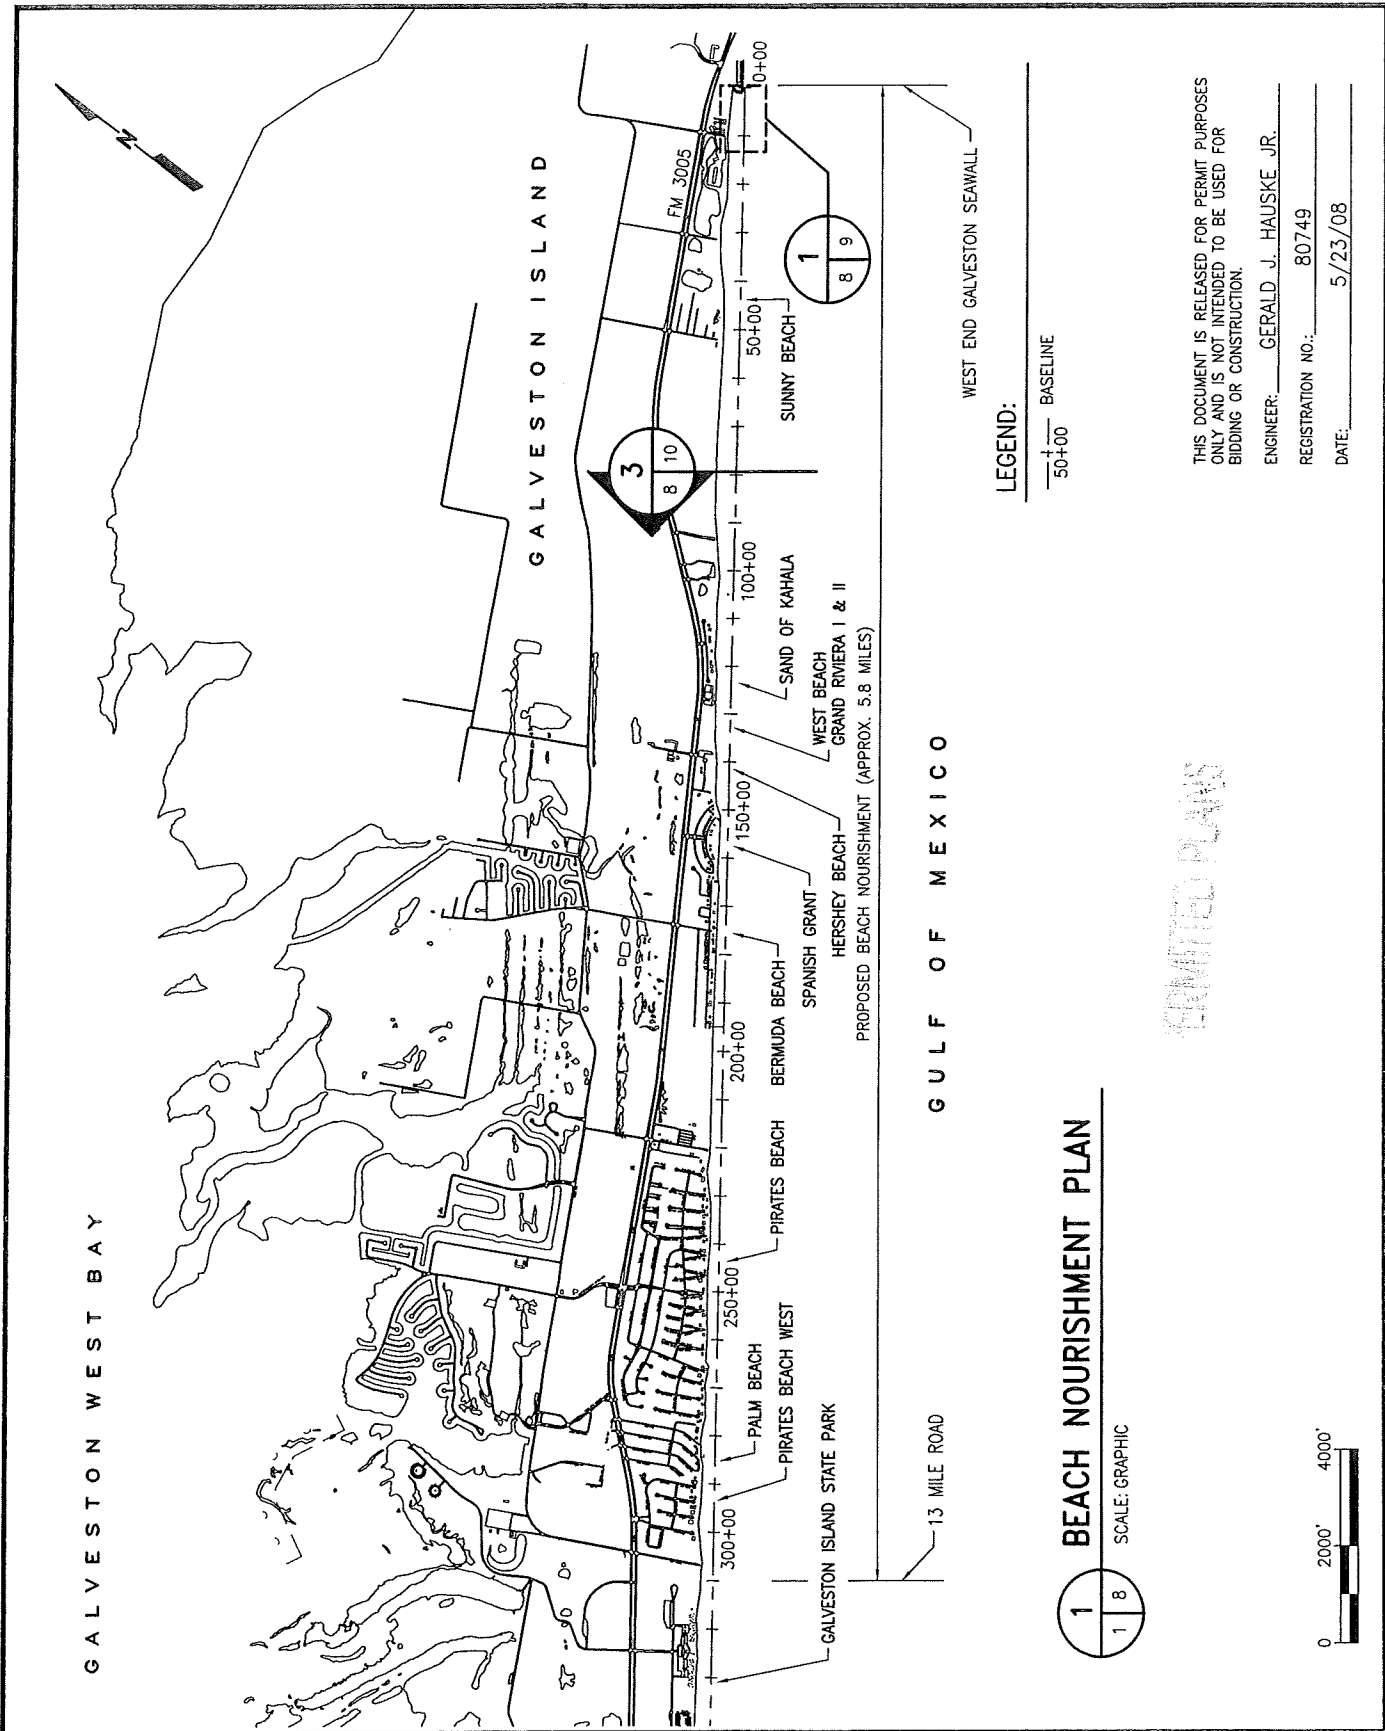 GALVESTON WEST BAY
GALVESTON ISLAND
N
FM 3005
0+00
50+00
100+00
150+00
200+00
250+00
300+00
1
8 9
3
8 10
SUNNY BEACH
SAND OF KAHALA
WEST BEACH
GRAND RIVIERA I & II
HERSHEY BEACH
SPANISH GRANT
BERMUDA BEACH
PIRATES BEACH
PALM BEACH
PIRATES BEACH WEST
GALVESTON ISLAND STATE PARK
PROPOSED BEACH NOURISHMENT (APPROX. 5.8 MILES)
13 MILE ROAD
WEST END GALVESTON SEAWALL
GULF OF MEXICO
LEGEND:
50+00 BASELINE
1
1 8
BEACH NOURISHMENT PLAN
SCALE: GRAPHIC
0 2000' 4000'
THIS DOCUMENT IS RELEASED FOR PERMIT PURPOSES
ONLY AND IS NOT INTENDED TO BE USED FOR
BIDDING OR CONSTRUCTION.
ENGINEER: GERALD J. HAUSKE JR.
REGISTRATION NO.: 80749
DATE: 5/23/08
PLANS